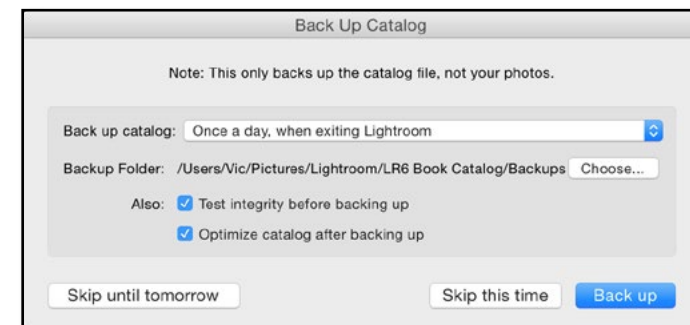 Back Up Catalog
Note: This only backs up the catalog file, not your photos.
Back up catalog: Once a day, when exiting Lightroom
Backup Folder: /Users/Vic/Pictures/Lightroom/LR6 Book Catalog/Backups Choose...
Also: Test integrity before backing up
Optimize catalog after backing up
Skip until tomorrow Skip this time Back up